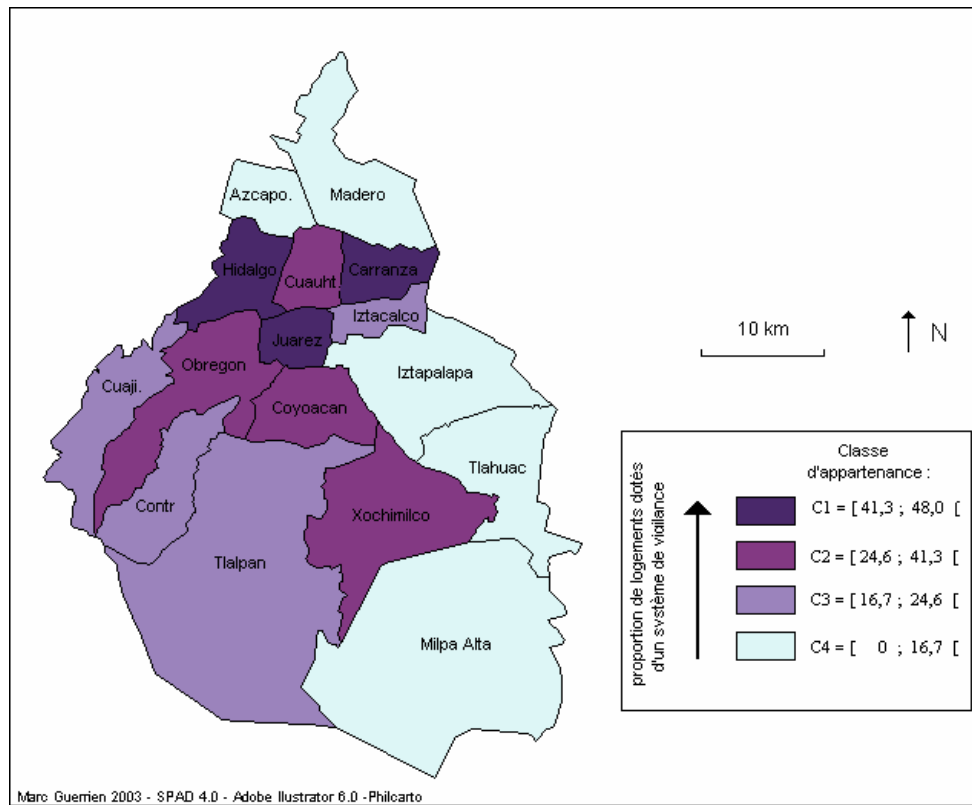 Azcapo.
Madero
Hidalgo
Cuauht.
Carranza
Iztacalco
Juarez
Obregon
Cuaji.
Iztapalapa
Coyoacan
Tlahuac
Contr
Xochimilco
Tlalpan
Milpa Alta
10 km
N
Classe
d'appartenance :
C1 = [ 41,3 ; 48,0 [
C2 = [ 24,6 ; 41,3 [
C3 = [ 16,7 ; 24,6 [
C4 = [ 0 ; 16,7 [
proportion de logements dotés
d'un système de vigilance
Marc Guerrien 2003 - SPAD 4.0 - Adobe Ilustrator 6.0 -Philcarto